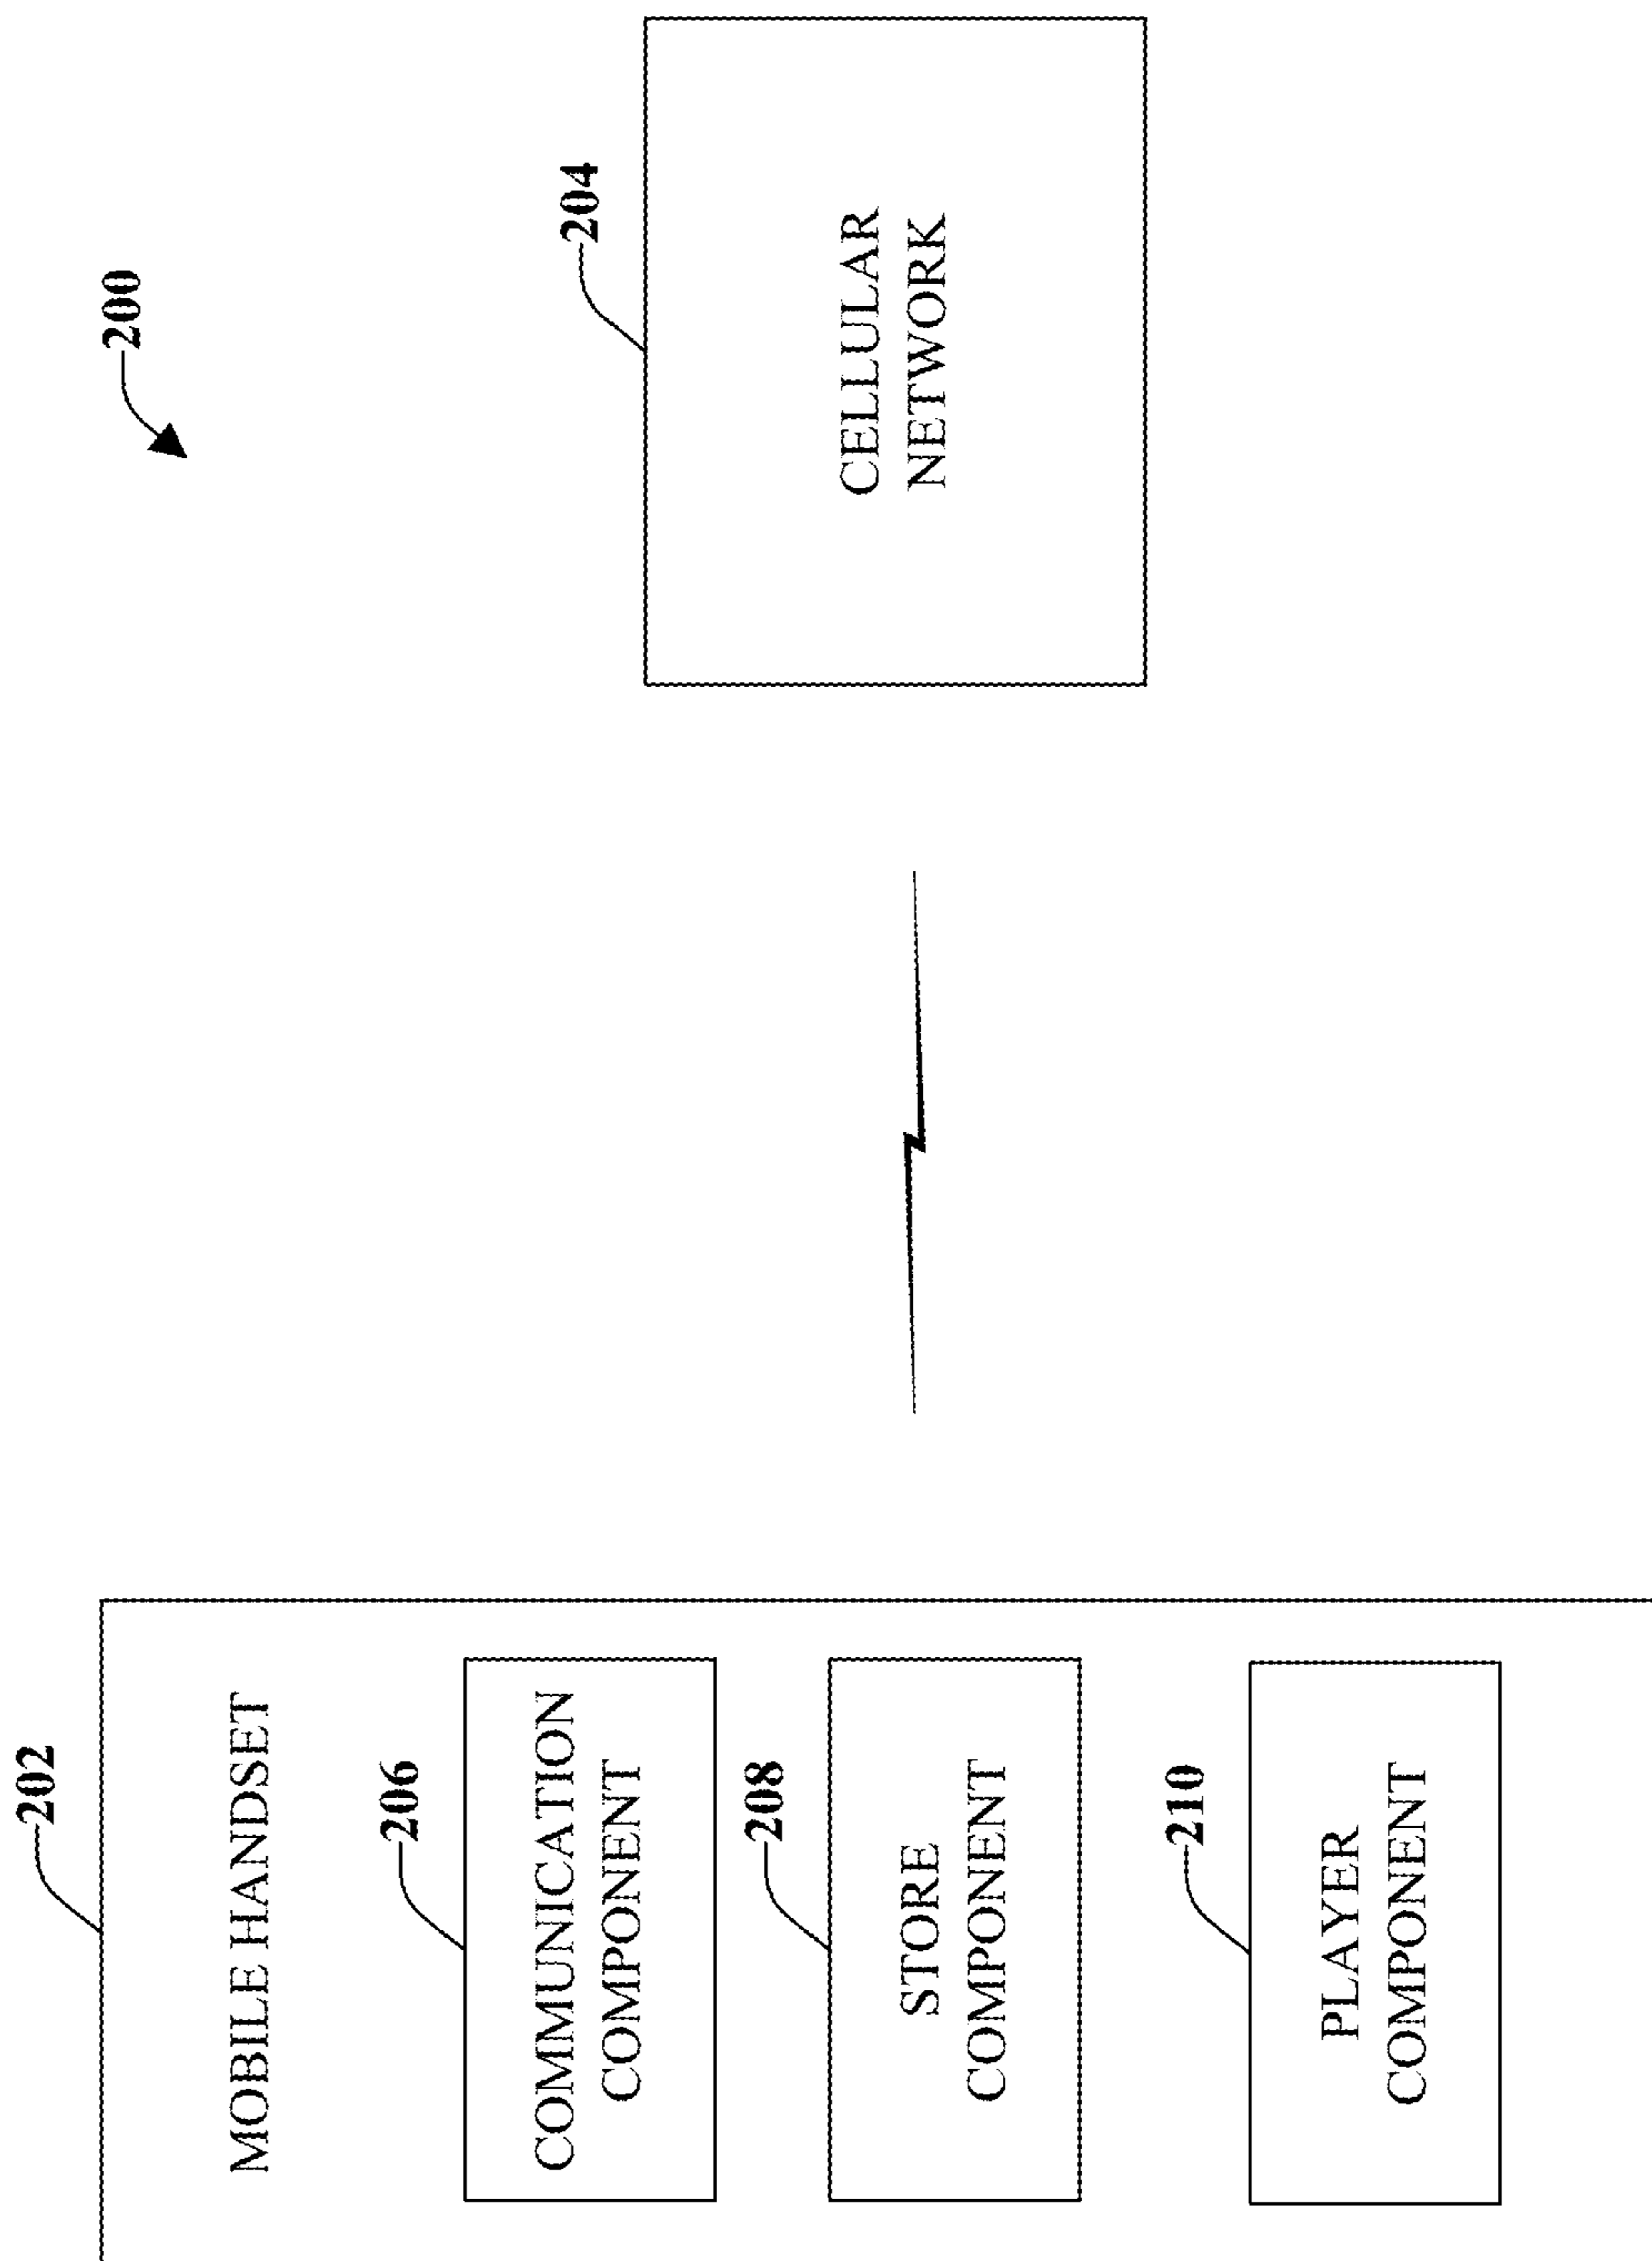 200
202
MOBILE HANDSET
206
COMMUNICATION
COMPONENT
208
STORE
COMPONENT
210
PLAYER
COMPONENT
204
CELLULAR
NETWORK